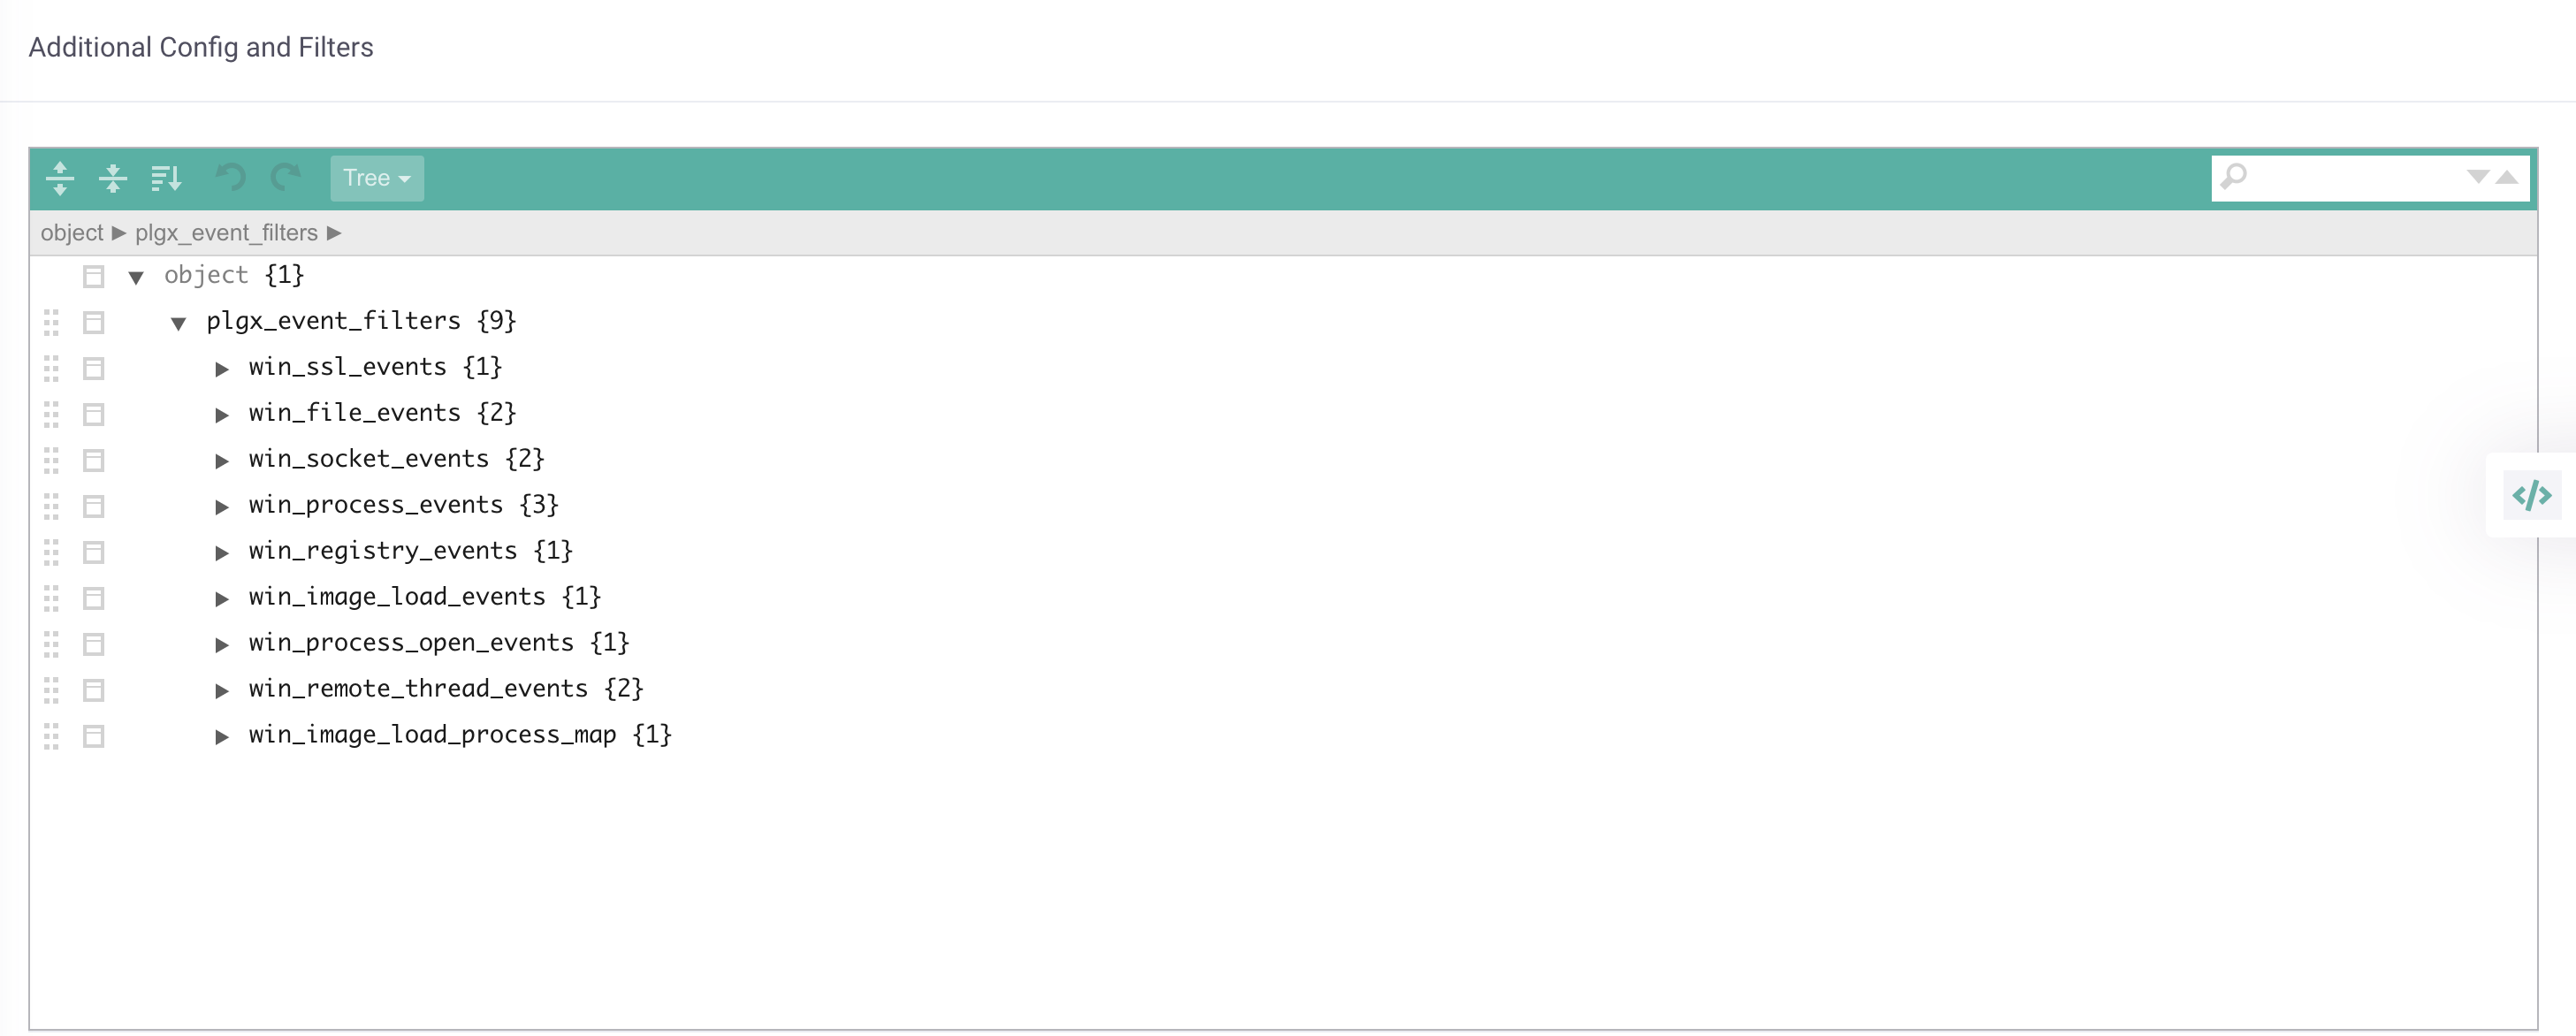 Additional Config and Filters
Tree
object ► plgx_event_filters ►
object {1}
plgx_event_filters {9}
win_ssl_events {1}
win_file_events {2}
win_socket_events {2}
win_process_events {3}
win_registry_events {1}
win_image_load_events {1}
win_process_open_events {1}
win_remote_thread_events {2}
win_image_load_process_map {1}